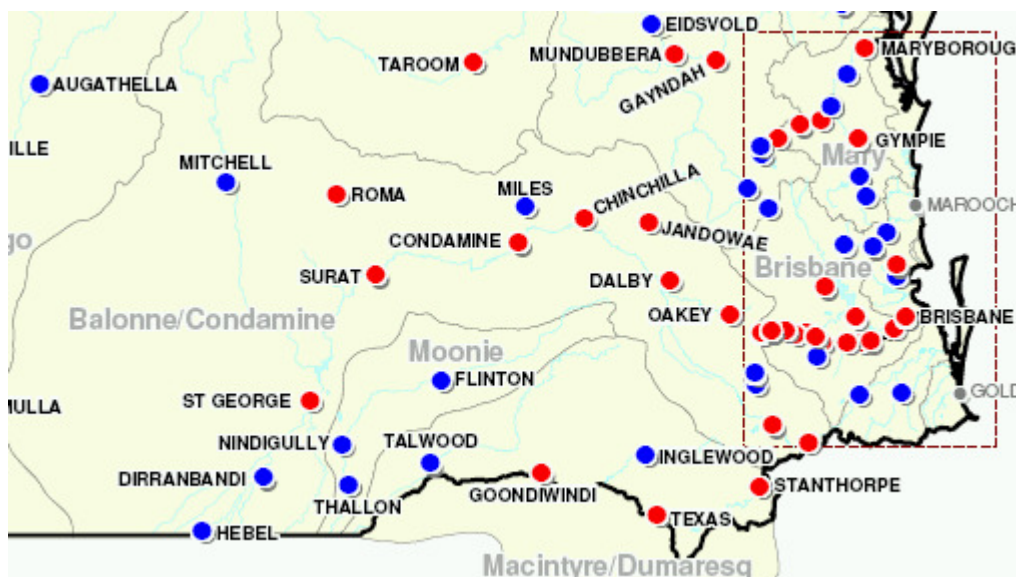 EIDSVOLD
MARYBOROUG
MUNDUBBERA
TAROOM
GAYNDAH
AUGATHELLA
GYMPIE
ILLE
Mary
MITCHELL
CHINCHILLA
MILES
ROMA
MAROOCH
JANDOWAE
CONDAMINE
go
SURAT
Brisbane
DALBY
OAKEY
BRISBANE
Balonne/Condamine
Moonie
FLINTON
GOLD
ST GEORGE
MULLA
NINDIGULLY
TALWOOD
INGLEWOOD
DIRRANBANDI
THALLON
GOONDIWINDI
STANTHORPE
TEXAS
HEBEL
Macintyre/Dumaresq